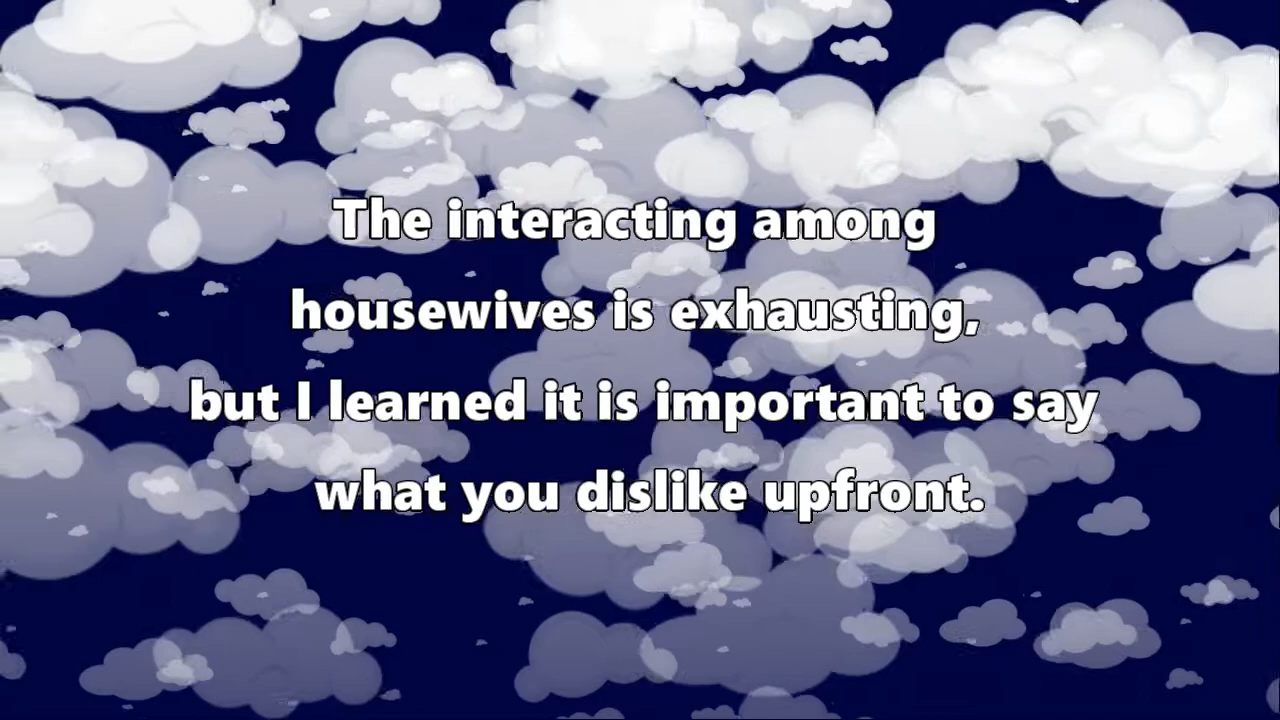 The interacting among
housewives is exhausting,
but I learned it is important to say
what you dislike upfront.